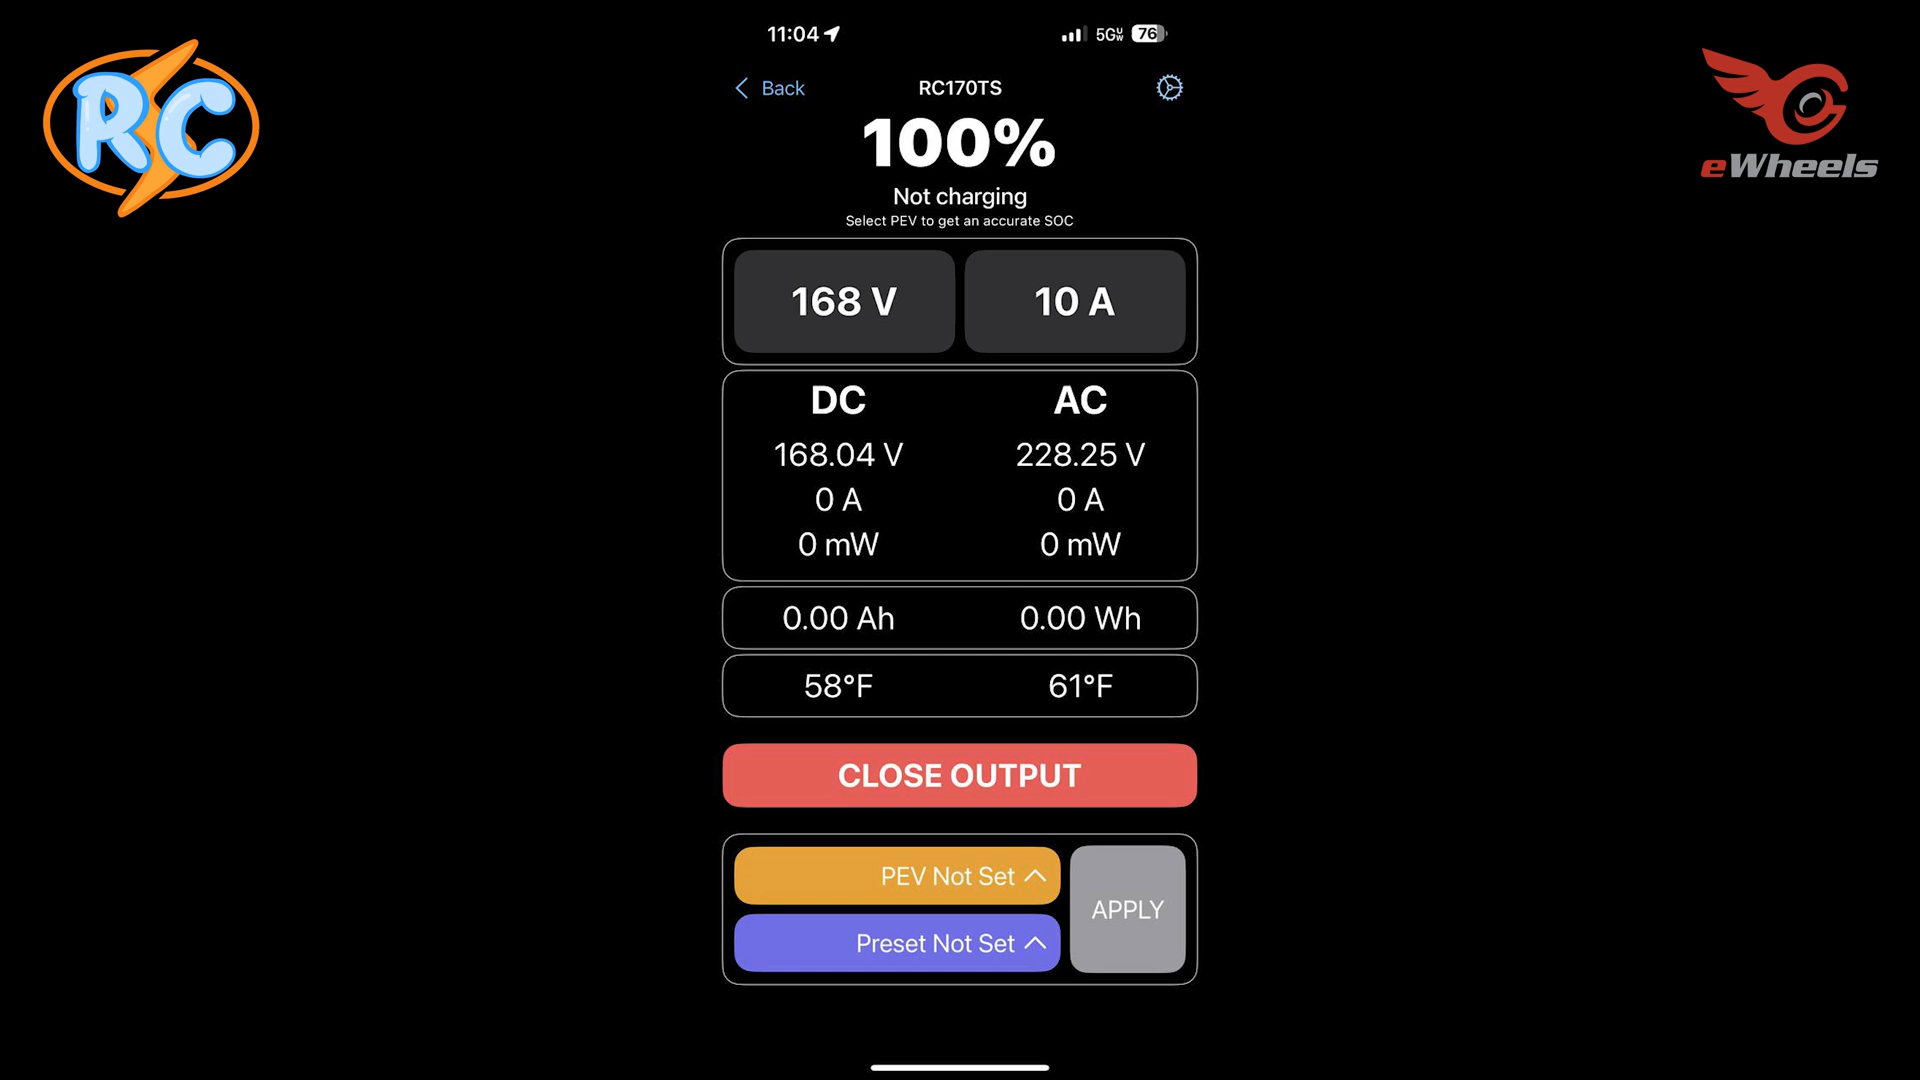 11:04
5GUW 76
RC
Back
RC170TS
eWheels
100%
Not charging
Select PEV to get an accurate SOC
168 V
10 A
DC
AC
168.04 V
228.25 V
0 A
0 A
0 mW
0 mW
0.00 Ah
0.00 Wh
58°F
61°F
CLOSE OUTPUT
PEV Not Set
APPLY
Preset Not Set